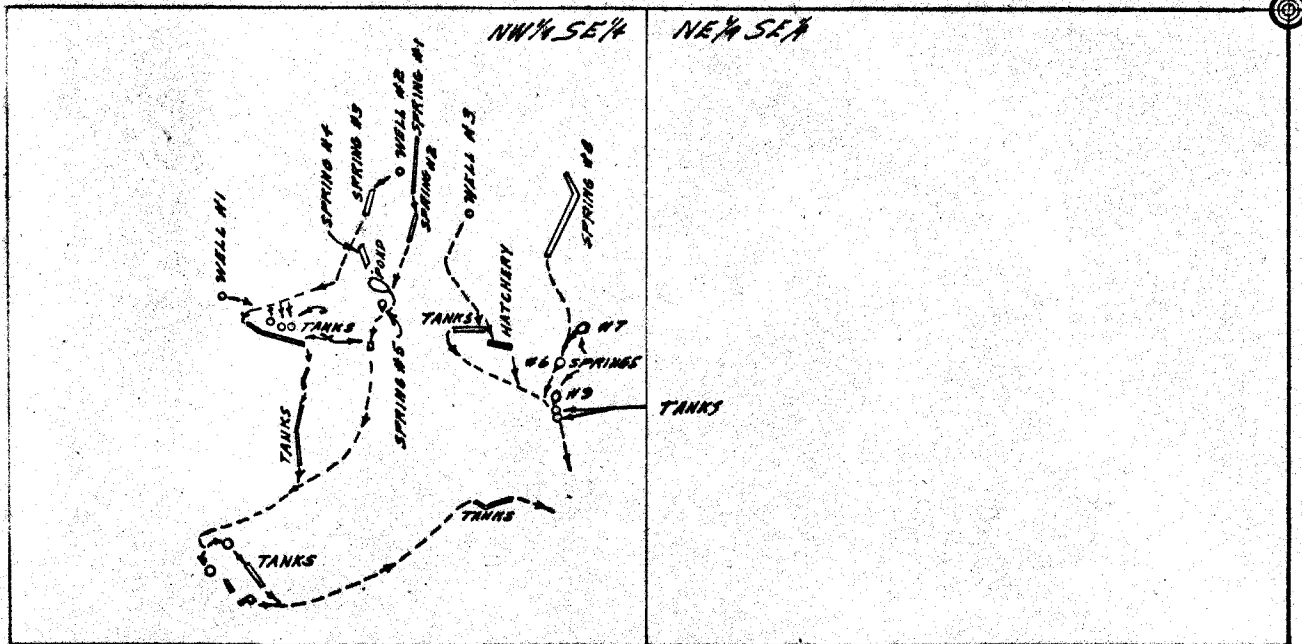 NW¼ SE¼
NE¼ SE¼
WELL #1
SPRING #4
SPRING #3
WELL #2
SPRING #1
SPRING #2
WELL #3
SPRING #8
POND
HATCHERY
TANKS
TANKS
#7
#6 SPRINGS
#9
TANKS
SPRING #5
TANKS
TANKS
TANKS